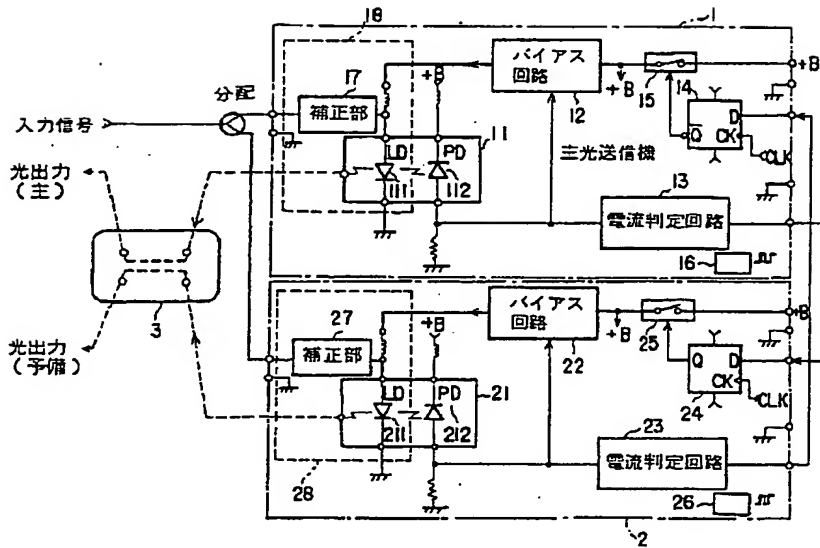 18
1
バイアス
回路
12
+B
+B
15
14
+B
D
Q
CK
CLK
17
補正部
分配
入力信号
光出力
(主)
LD
PD
11
111
112
主光送信機
13
電流判定回路
16
3
光出力
(予備)
27
補正部
+B
バイアス
回路
22
+B
25
+B
Q
D
CK
CLK
24
LD
PD
21
211
212
23
電流判定回路
26
28
2